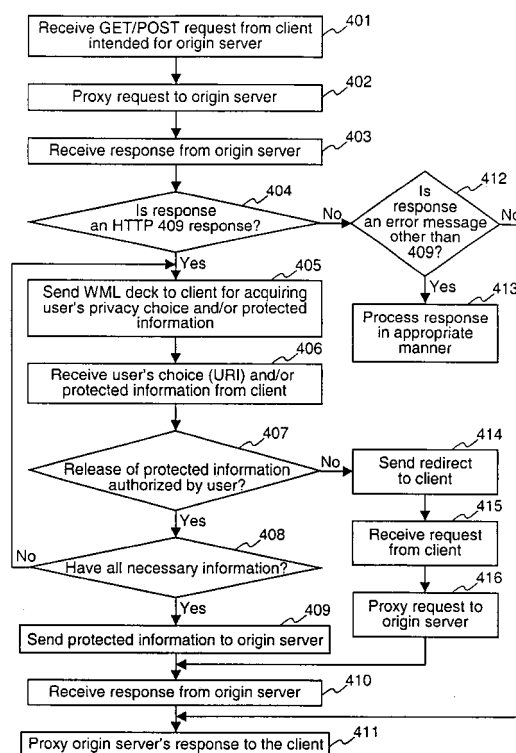 Receive GET/POST request from client
intended for origin server
401
Proxy request to origin server
402
Receive response from origin server
403
Is response
an HTTP 409 response?
404
No
Yes
Is
response
an error message
other than
409?
412
No
Yes
Process response
in appropriate
manner
413
Send WML deck to client for acquiring
user's privacy choice and/or protected
information
405
Receive user's choice (URI) and/or
protected information from client
406
Release of protected information
authorized by user?
407
No
Yes
Send redirect
to client
414
Receive request
from client
415
Proxy request to
origin server
416
Have all necessary information?
408
No
Yes
Send protected information to origin server
409
Receive response from origin server
410
Proxy origin server's response to the client
411